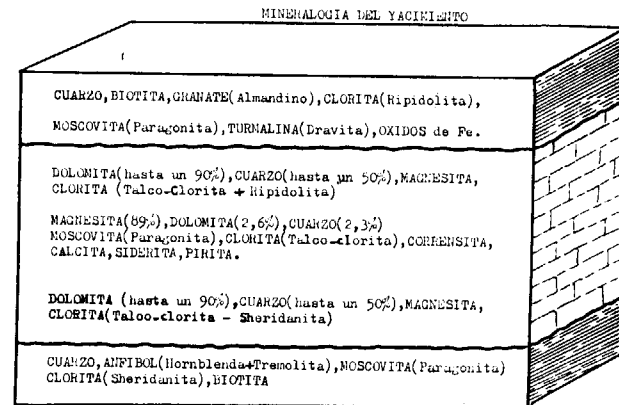 MINERALOGIA DEL YACIMIENTO
CUARZO,BIOTITA,GRANATE(Almandino),CLORITA(Ripidolita),
MOSCOVITA(Paragonita),TURMALINA(Dravita),OXIDOS de Fe.
DOLOMITA(hasta un 90%),CUARZO(hasta un 50%),MAGNESITA,
CLORITA (Talco-Clorita + Ripidolita)
MAGNESITA(89%),DOLOMITA(2,6%),CUARZO(2,3%)
MOSCOVITA(Paragonita),CLORITA(Talco-clorita),CORRENSITA,
CALCITA,SIDERITA,PIRITA.
DOLOMITA (hasta un 90%),CUARZO(hasta un 50%),MAGNESITA,
CLORITA(Talco-clorita - Sheridanita)
CUARZO,ANFIBOL(Hornblenda+Tremolita),MOSCOVITA(Paragonita)
CLORITA(Sheridanita),BIOTITA